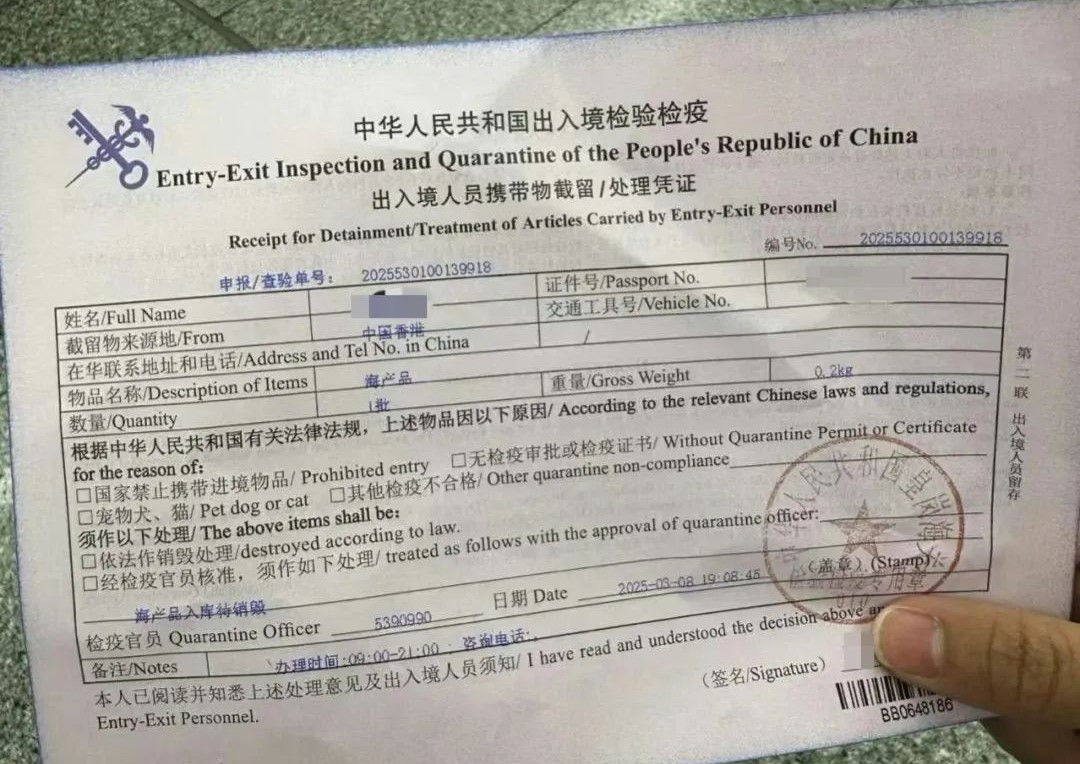 中华人民共和国出入境检验检疫
Entry-Exit Inspection and Quarantine of the People's Republic of China
出入境人员携带物截留/处理凭证
Receipt for Detainment/Treatment of Articles Carried by Entry-Exit Personnel
编号No. 2025530100139918
申报/查验单号: 2025530100139918
姓名/Full Name 证件号/Passport No.
截留物来源地/From 中国香港 交通工具号/Vehicle No.
在华联系地址和电话/Address and Tel No. in China /
物品名称/Description of Items 海产品 重量/Gross Weight 0.2kg
数量/Quantity 1批
根据中华人民共和国有关法律法规，上述物品因以下原因/ According to the relevant Chinese laws and regulations,
for the reason of:
□国家禁止携带进境物品/ Prohibited entry □无检疫审批或检疫证书/ Without Quarantine Permit or Certificate
□宠物犬、猫/ Pet dog or cat □其他检疫不合格/ Other quarantine non-compliance
须作以下处理/ The above items shall be:
□依法作销毁处理/destroyed according to law.
□经检疫官员核准，须作如下处理/ treated as follows with the approval of quarantine officer:
海产品入库待销毁
（盖章）(Stamp)
检疫官员 Quarantine Officer 5390990 日期 Date 2025-03-08 19:08:45
备注/Notes 办理时间:09:00-21:00 ; 咨询电话:
本人已阅读并知悉上述处理意见及出入境人员须知/ I have read and understood the decision above
Entry-Exit Personnel.
（签名/Signature）
BB0648186
第二联 出入境人员留存